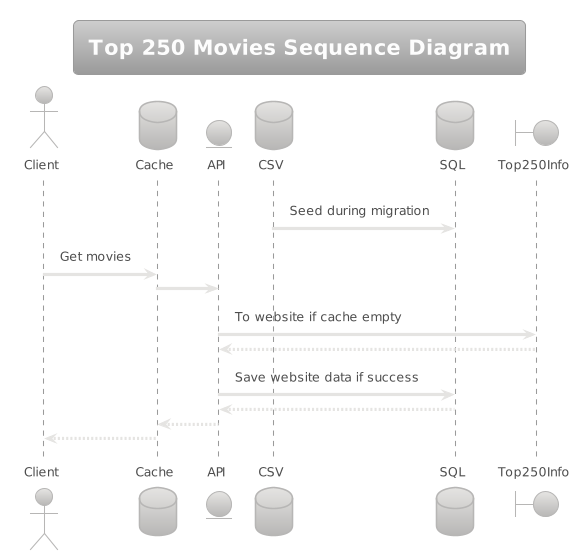 Top 250 Movies Sequence Diagram
Client Cache API CSV SQL Top250Info
Seed during migration
Get movies
To website if cache empty
Save website data if success
Client Cache API CSV SQL Top250Info